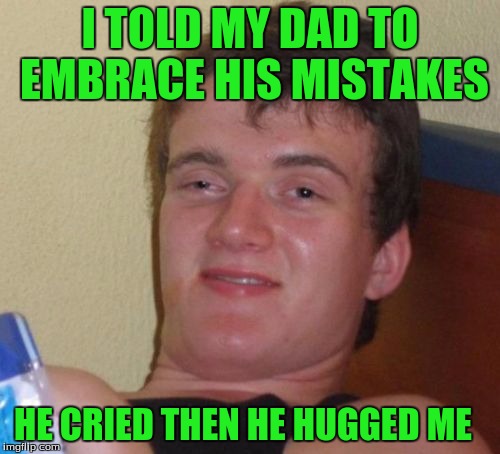 I TOLD MY DAD TO
EMBRACE HIS MISTAKES
HE CRIED THEN HE HUGGED ME
imgflip.com